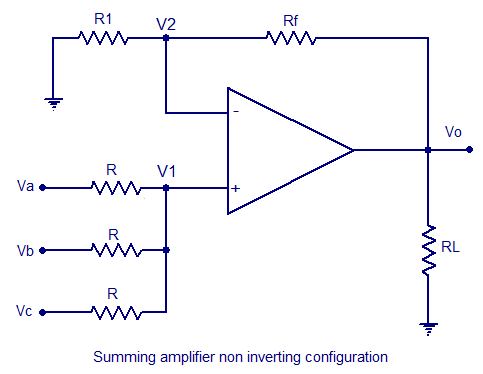 R1
V2
Rf
-
Vo
R
V1
Va
+
R
Vb
RL
R
Vc
Summing amplifier non inverting configuration